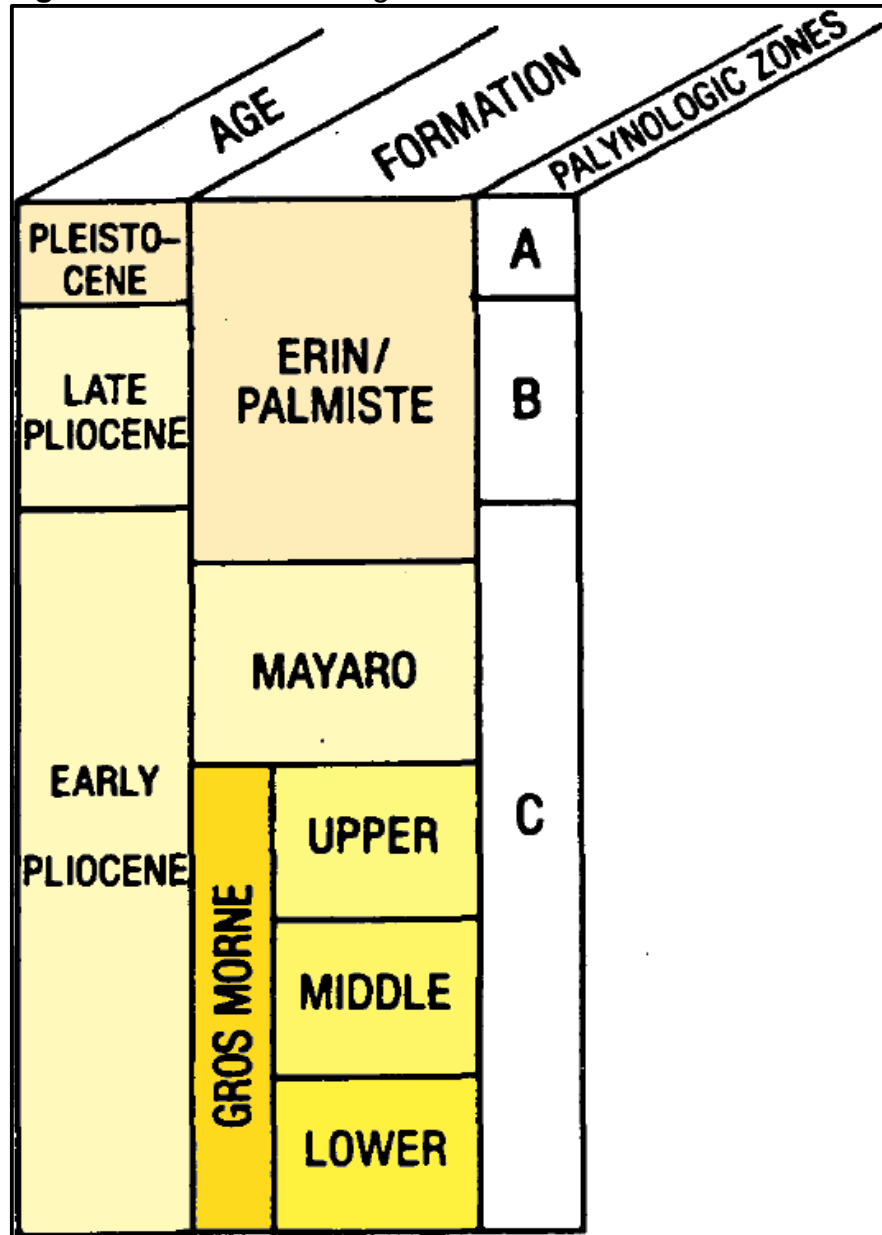 AGE
FORMATION
PALYNOLOGIC ZONES
PLEISTO-
CENE
A
LATE
PLIOCENE
ERIN/
PALMISTE
B
EARLY
PLIOCENE
MAYARO
GROS MORNE
UPPER
MIDDLE
LOWER
C